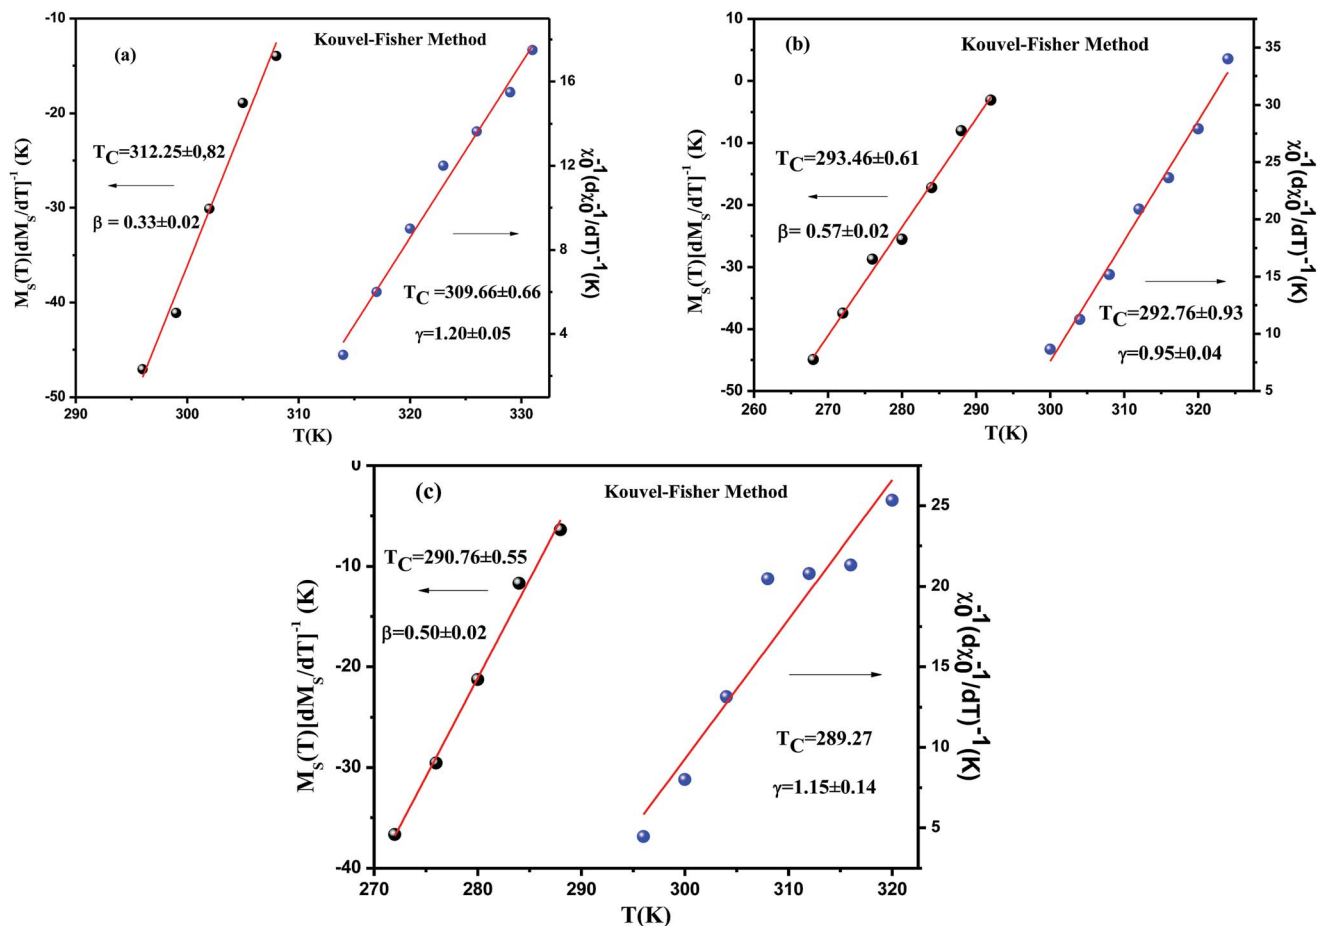 (a)
Kouvel-Fisher Method
-10
-20
-30
-40
-50
290
300
310
320
330
16
12
8
4
T(K)
M_S(T)[dM_S/dT]^-1 (K)
χ_0^-1(dχ_0^-1/dT)^-1(K)
T_C=312.25±0,82
β = 0.33±0.02
T_C=309.66±0.66
γ=1.20±0.05
(b)
Kouvel-Fisher Method
10
0
-10
-20
-30
-40
-50
260
270
280
290
300
310
320
35
30
25
20
15
10
5
T(K)
M_S(T)[dM_S/dT]^-1 (K)
χ_0^-1(dχ_0^-1/dT)^-1(K)
T_C=293.46±0.61
β= 0.57±0.02
T_C=292.76±0.93
γ=0.95±0.04
(c)
Kouvel-Fisher Method
0
-10
-20
-30
-40
270
280
290
300
310
320
25
20
15
10
5
T(K)
M_S(T)[dM_S/dT]^-1 (K)
χ_0^-1(dχ_0^-1/dT)^-1(K)
T_C=290.76±0.55
β=0.50±0.02
T_C=289.27
γ=1.15±0.14